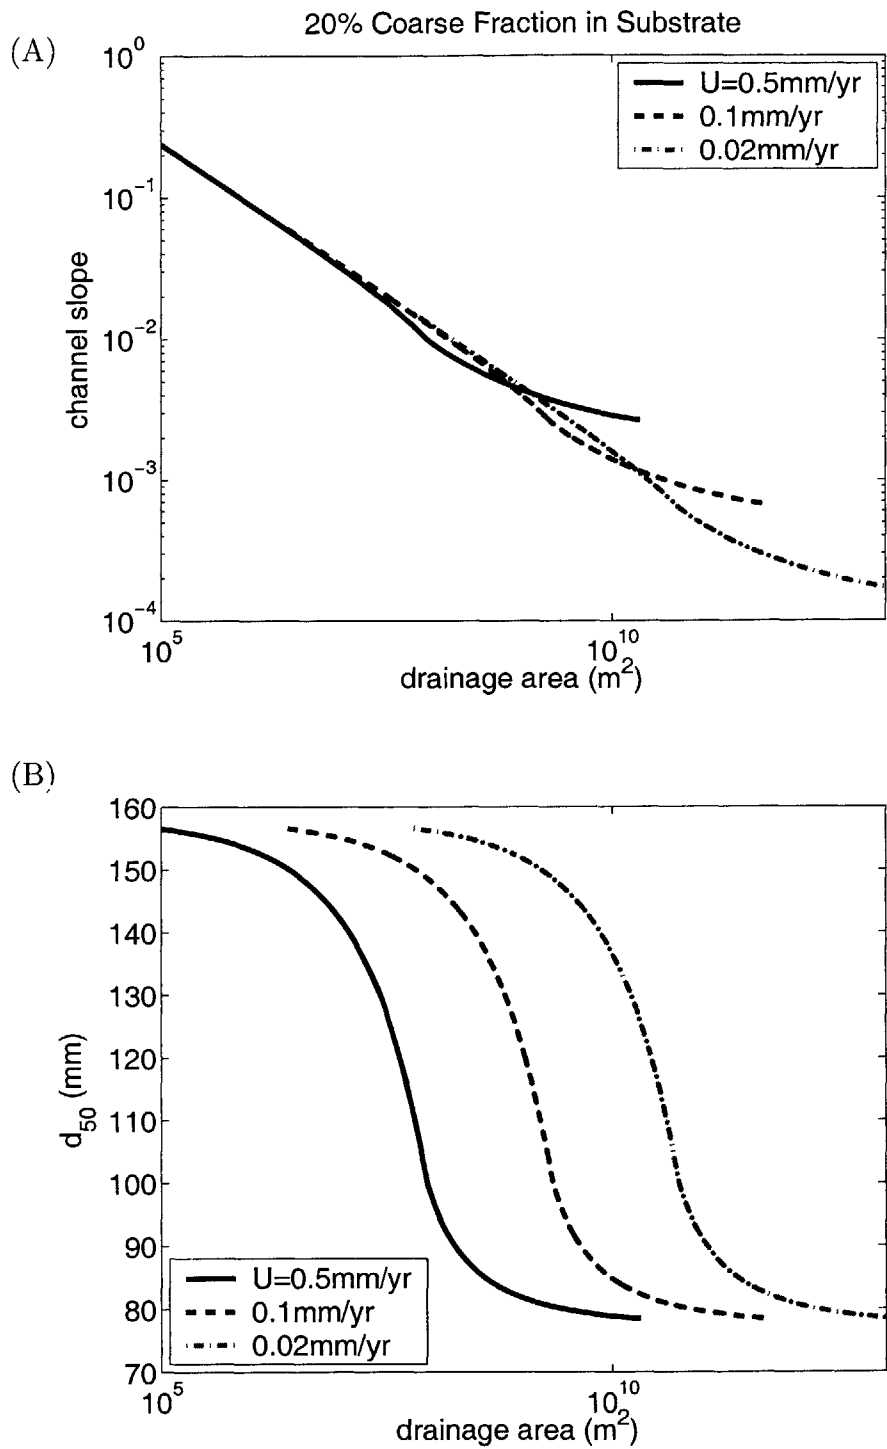 20% Coarse Fraction in Substrate
(A)
10^0
10^-1
10^-2
10^-3
10^-4
channel slope
U=0.5mm/yr
0.1mm/yr
0.02mm/yr
10^5
10^10
drainage area (m^2)
(B)
160
150
140
130
120
110
100
90
80
70
d_50 (mm)
U=0.5mm/yr
0.1mm/yr
0.02mm/yr
10^5
10^10
drainage area (m^2)